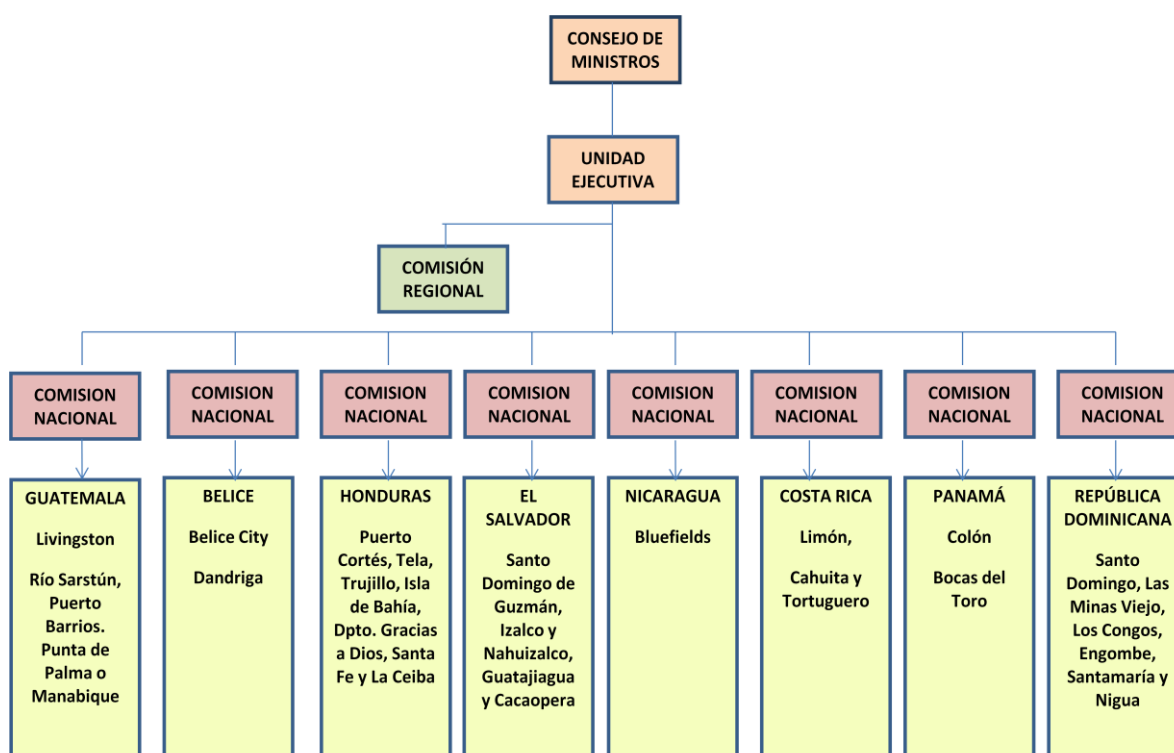 CONSEJO DE
MINISTROS
UNIDAD
EJECUTIVA
COMISIÓN
REGIONAL
COMISION
NACIONAL
COMISION
NACIONAL
COMISION
NACIONAL
COMISION
NACIONAL
COMISION
NACIONAL
COMISION
NACIONAL
COMISION
NACIONAL
COMISION
NACIONAL
GUATEMALA
Livingston
Río Sarstún,
Puerto
Barrios.
Punta de
Palma o
Manabique
BELICE
Belice City
Dandriga
HONDURAS
Puerto
Cortés, Tela,
Trujillo, Isla
de Bahía,
Dpto. Gracias
a Dios, Santa
Fe y La Ceiba
EL
SALVADOR
Santo
Domingo de
Guzmán,
Izalco y
Nahuizalco,
Guatajiagua
y Cacaopera
NICARAGUA
Bluefields
COSTA RICA
Limón,
Cahuita y
Tortuguero
PANAMÁ
Colón
Bocas del
Toro
REPÚBLICA
DOMINICANA
Santo
Domingo, Las
Minas Viejo,
Los Congos,
Engombe,
Santamaría y
Nigua